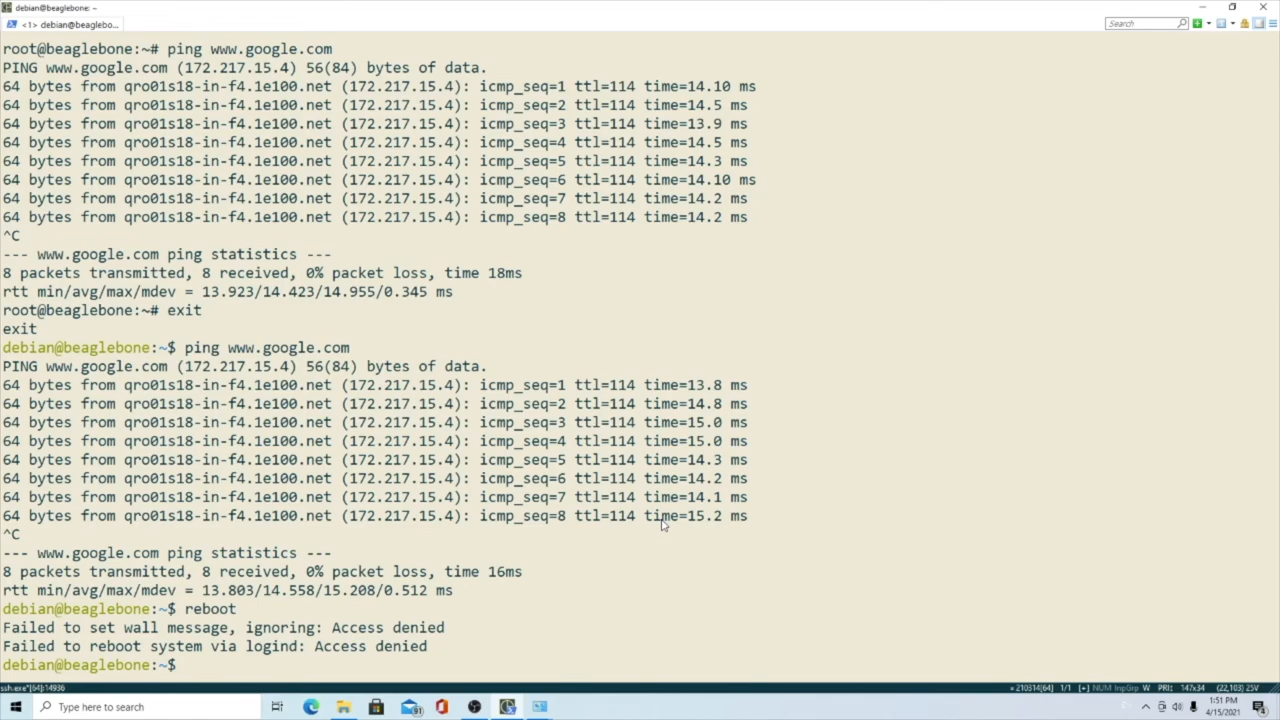 debian@beaglebone: ~
<1> debian@beaglebo...
Search
root@beaglebone:~# ping www.google.com
PING www.google.com (172.217.15.4) 56(84) bytes of data.
64 bytes from qro01s18-in-f4.1e100.net (172.217.15.4): icmp_seq=1 ttl=114 time=14.10 ms
64 bytes from qro01s18-in-f4.1e100.net (172.217.15.4): icmp_seq=2 ttl=114 time=14.5 ms
64 bytes from qro01s18-in-f4.1e100.net (172.217.15.4): icmp_seq=3 ttl=114 time=13.9 ms
64 bytes from qro01s18-in-f4.1e100.net (172.217.15.4): icmp_seq=4 ttl=114 time=14.5 ms
64 bytes from qro01s18-in-f4.1e100.net (172.217.15.4): icmp_seq=5 ttl=114 time=14.3 ms
64 bytes from qro01s18-in-f4.1e100.net (172.217.15.4): icmp_seq=6 ttl=114 time=14.10 ms
64 bytes from qro01s18-in-f4.1e100.net (172.217.15.4): icmp_seq=7 ttl=114 time=14.2 ms
64 bytes from qro01s18-in-f4.1e100.net (172.217.15.4): icmp_seq=8 ttl=114 time=14.2 ms
^C
--- www.google.com ping statistics ---
8 packets transmitted, 8 received, 0% packet loss, time 18ms
rtt min/avg/max/mdev = 13.923/14.423/14.955/0.345 ms
root@beaglebone:~# exit
exit
debian@beaglebone:~$ ping www.google.com
PING www.google.com (172.217.15.4) 56(84) bytes of data.
64 bytes from qro01s18-in-f4.1e100.net (172.217.15.4): icmp_seq=1 ttl=114 time=13.8 ms
64 bytes from qro01s18-in-f4.1e100.net (172.217.15.4): icmp_seq=2 ttl=114 time=14.8 ms
64 bytes from qro01s18-in-f4.1e100.net (172.217.15.4): icmp_seq=3 ttl=114 time=15.0 ms
64 bytes from qro01s18-in-f4.1e100.net (172.217.15.4): icmp_seq=4 ttl=114 time=15.0 ms
64 bytes from qro01s18-in-f4.1e100.net (172.217.15.4): icmp_seq=5 ttl=114 time=14.3 ms
64 bytes from qro01s18-in-f4.1e100.net (172.217.15.4): icmp_seq=6 ttl=114 time=14.2 ms
64 bytes from qro01s18-in-f4.1e100.net (172.217.15.4): icmp_seq=7 ttl=114 time=14.1 ms
64 bytes from qro01s18-in-f4.1e100.net (172.217.15.4): icmp_seq=8 ttl=114 time=15.2 ms
^C
--- www.google.com ping statistics ---
8 packets transmitted, 8 received, 0% packet loss, time 16ms
rtt min/avg/max/mdev = 13.803/14.558/15.208/0.512 ms
debian@beaglebone:~$ reboot
Failed to set wall message, ignoring: Access denied
Failed to reboot system via logind: Access denied
debian@beaglebone:~$
ssh.exe*[64]:14936
210314[64] 1/1 [+] NUM InpGrp W PRI: 147x34 (22,103) 25V
Type here to search
91
1:51 PM
4/15/2021
4